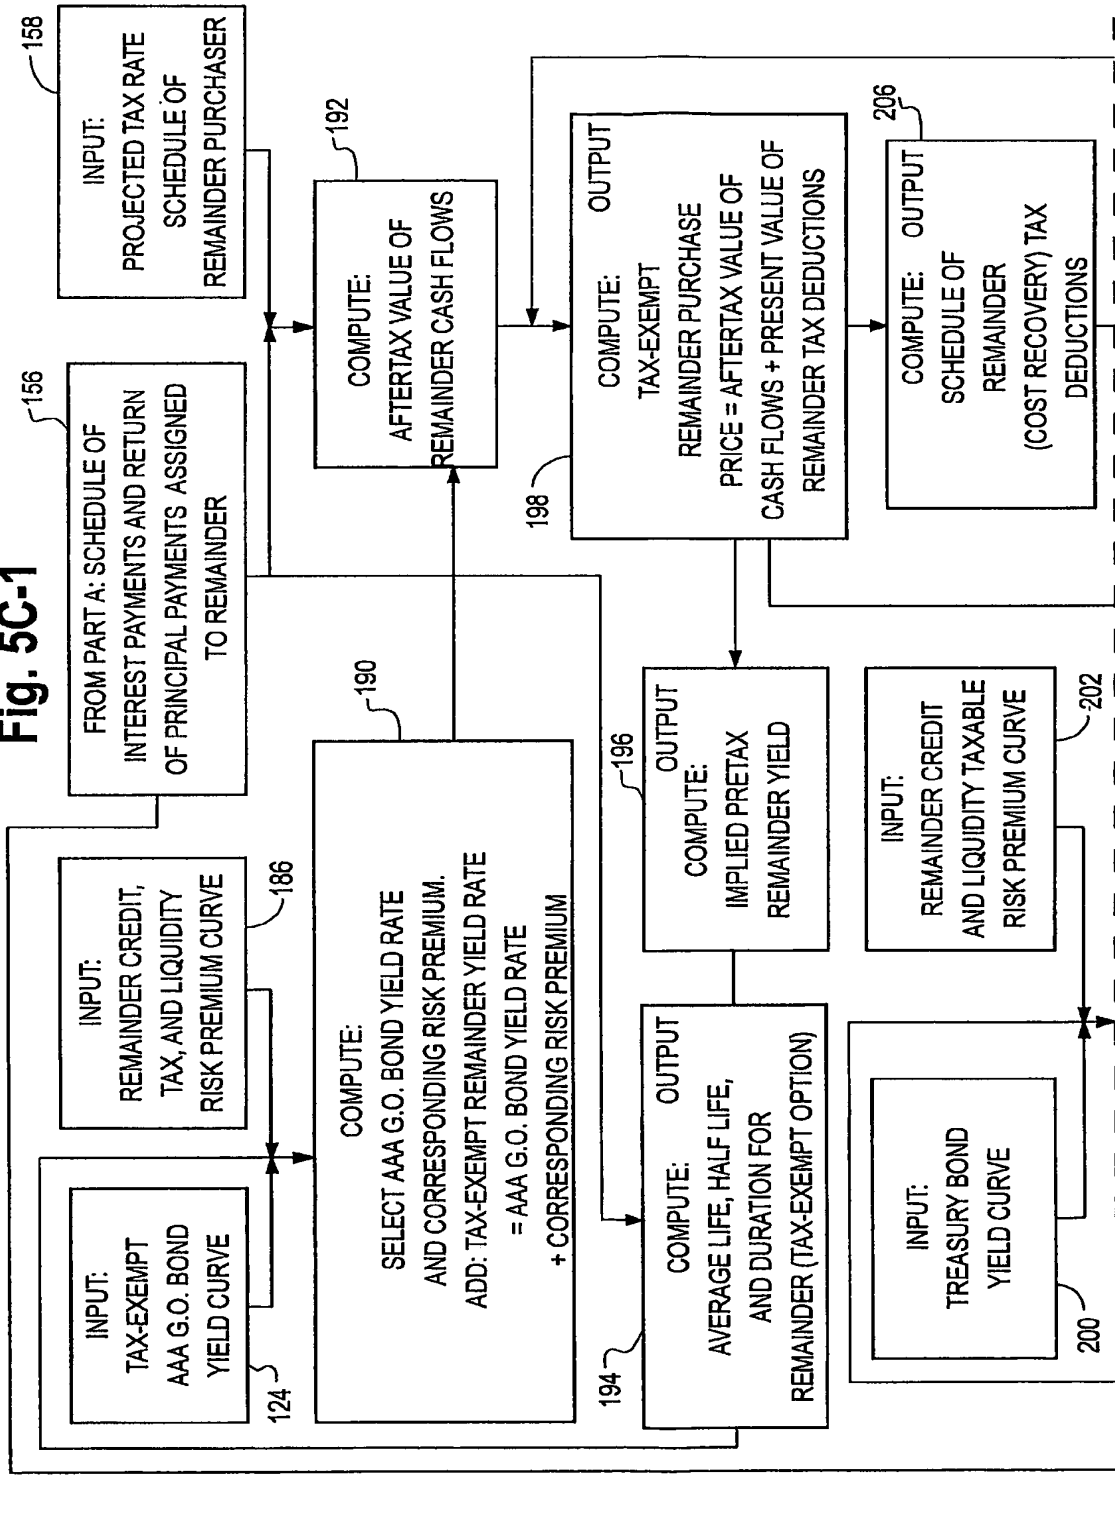 Fig. 5C-1
INPUT:
TAX-EXEMPT
AAA G.O. BOND
YIELD CURVE
124
INPUT:
REMAINDER CREDIT,
TAX, AND LIQUIDITY
RISK PREMIUM CURVE
186
FROM PART A: SCHEDULE OF
INTEREST PAYMENTS AND RETURN
OF PRINCIPAL PAYMENTS ASSIGNED
TO REMAINDER
156
INPUT:
PROJECTED TAX RATE
SCHEDULE OF
REMAINDER PURCHASER
158
COMPUTE:
SELECT AAA G.O. BOND YIELD RATE
AND CORRESPONDING RISK PREMIUM.
ADD: TAX-EXEMPT REMAINDER YIELD RATE
= AAA G.O. BOND YIELD RATE
+ CORRESPONDING RISK PREMIUM
190
COMPUTE:
AFTERTAX VALUE OF
REMAINDER CASH FLOWS
192
COMPUTE: OUTPUT
AVERAGE LIFE, HALF LIFE,
AND DURATION FOR
REMAINDER (TAX-EXEMPT OPTION)
194
OUTPUT
COMPUTE:
IMPLIED PRETAX
REMAINDER YIELD
196
COMPUTE: OUTPUT
TAX-EXEMPT
REMAINDER PURCHASE
PRICE = AFTERTAX VALUE OF
CASH FLOWS + PRESENT VALUE OF
REMAINDER TAX DEDUCTIONS
198
INPUT:
TREASURY BOND
YIELD CURVE
200
INPUT:
REMAINDER CREDIT
AND LIQUIDITY TAXABLE
RISK PREMIUM CURVE
202
COMPUTE: OUTPUT
SCHEDULE OF
REMAINDER
(COST RECOVERY) TAX
DEDUCTIONS
206